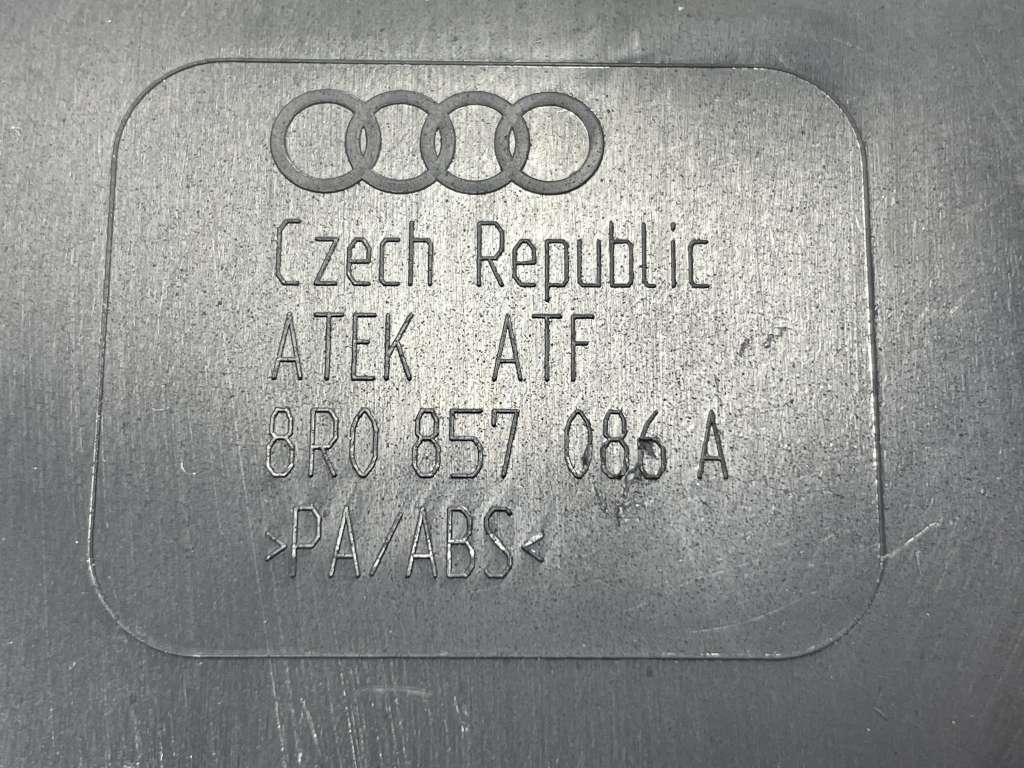 Czech Republic
ATEK ATF
8R0 857 086 A
>PA/ABS<